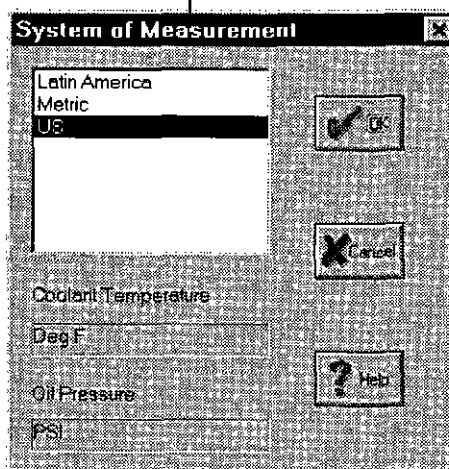 System of Measurement
Latin America
Metric
US
OK
Cancel
Coolant Temperature
Deg F
Help
Oil Pressure
PSI